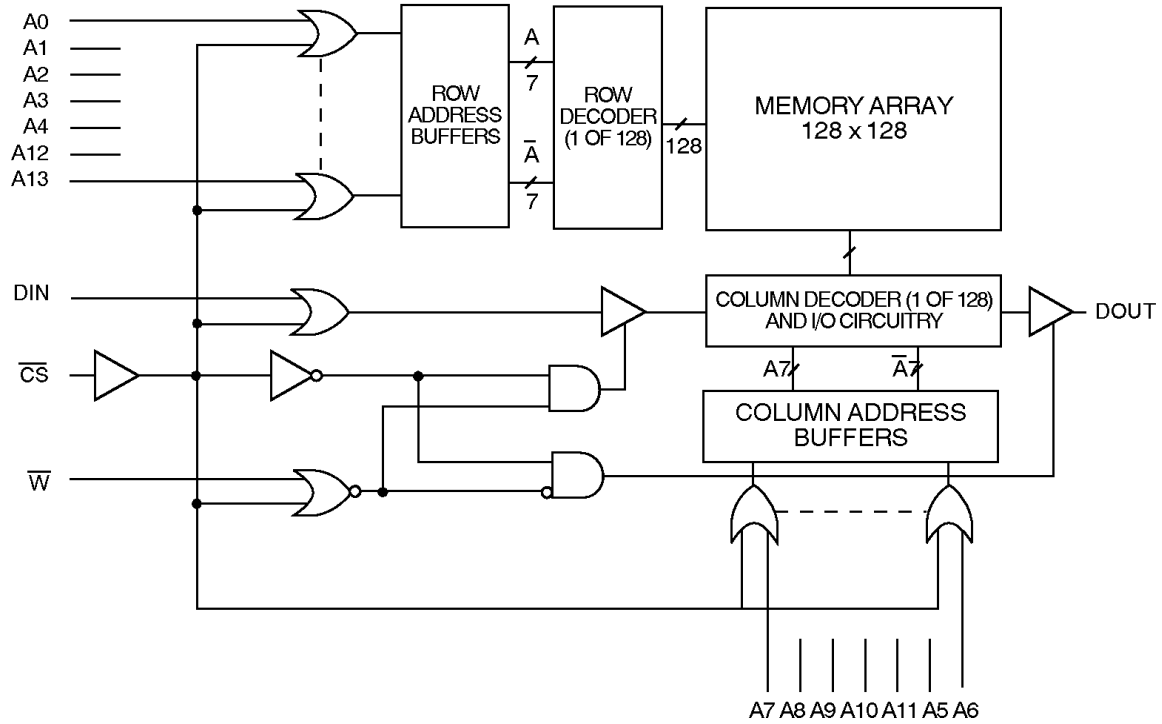 A0
A1
A2
A3
A4
A12
A13
ROW
ADDRESS
BUFFERS
A
7
A̅
7
ROW
DECODER
(1 OF 128)
128
MEMORY ARRAY
128 x 128
DIN
COLUMN DECODER (1 OF 128)
AND I/O CIRCUITRY
DOUT
C̅S̅
A7
A̅7
COLUMN ADDRESS
BUFFERS
W̅
A7 A8 A9 A10 A11 A5 A6